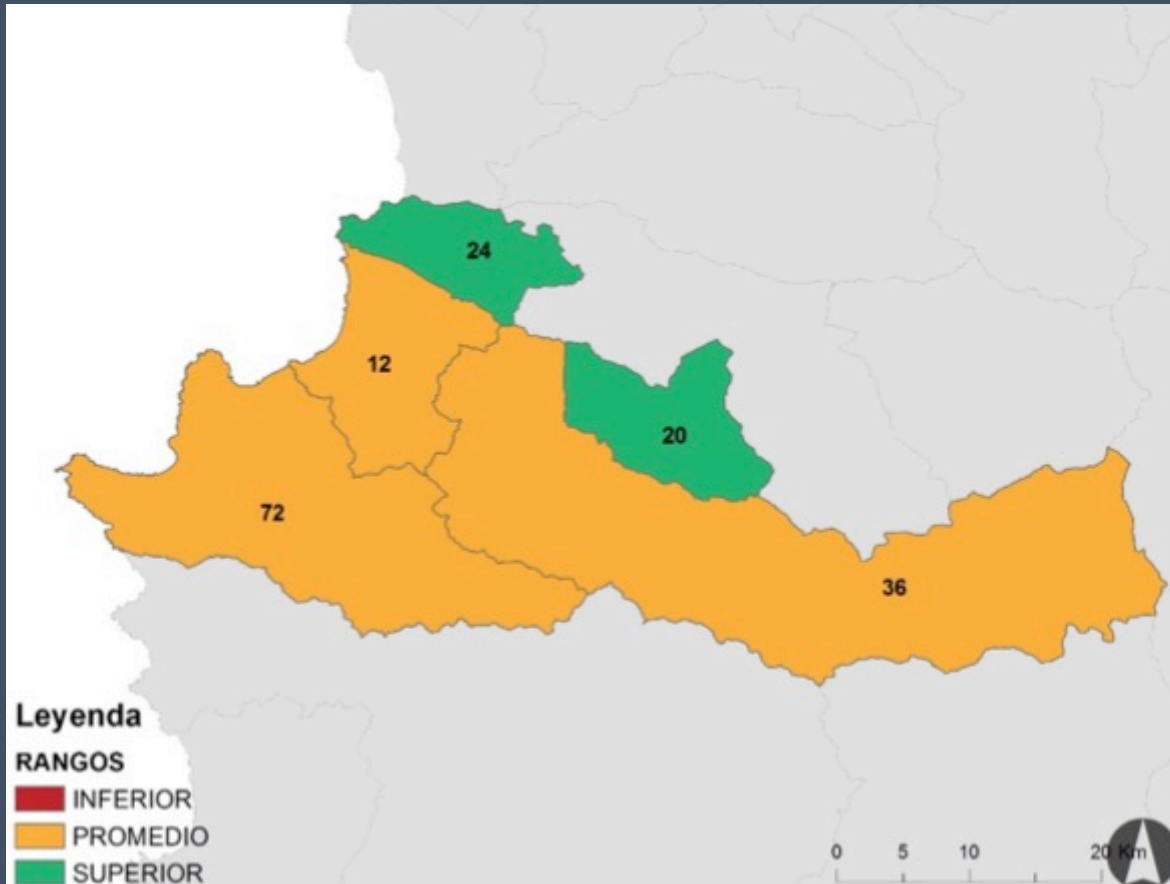 24
12
20
72
36
Leyenda
RANGOS
INFERIOR
PROMEDIO
SUPERIOR
0 5 10 20 Km